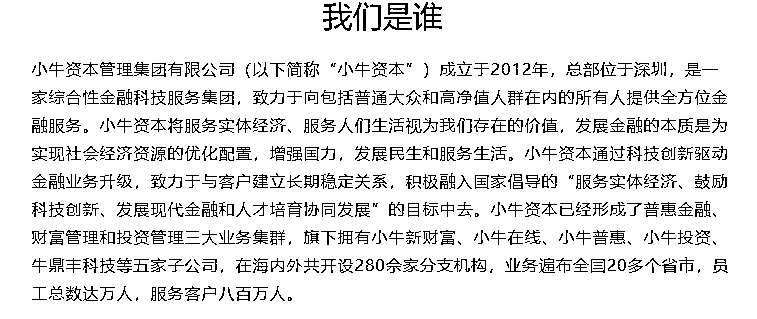 我们是谁
小牛资本管理集团有限公司（以下简称“小牛资本”）成立于2012年，总部位于深圳，是一
家综合性金融科技服务集团，致力于向包括普通大众和高净值人群在内的所有人提供全方位金
融服务。小牛资本将服务实体经济、服务人们生活视为我们存在的价值，发展金融的本质是为
实现社会经济资源的优化配置，增强国力，发展民生和服务生活。小牛资本通过科技创新驱动
金融业务升级，致力于与客户建立长期稳定关系，积极融入国家倡导的“服务实体经济、鼓励
科技创新、发展现代金融和人才培育协同发展”的目标中去。小牛资本已经形成了普惠金融、
财富管理和投资管理三大业务集群，旗下拥有小牛新财富、小牛在线、小牛普惠、小牛投资、
牛鼎丰科技等五家子公司，在海内外共开设280余家分支机构，业务遍布全国20多个省市，员
工总数达万人，服务客户八百万人。